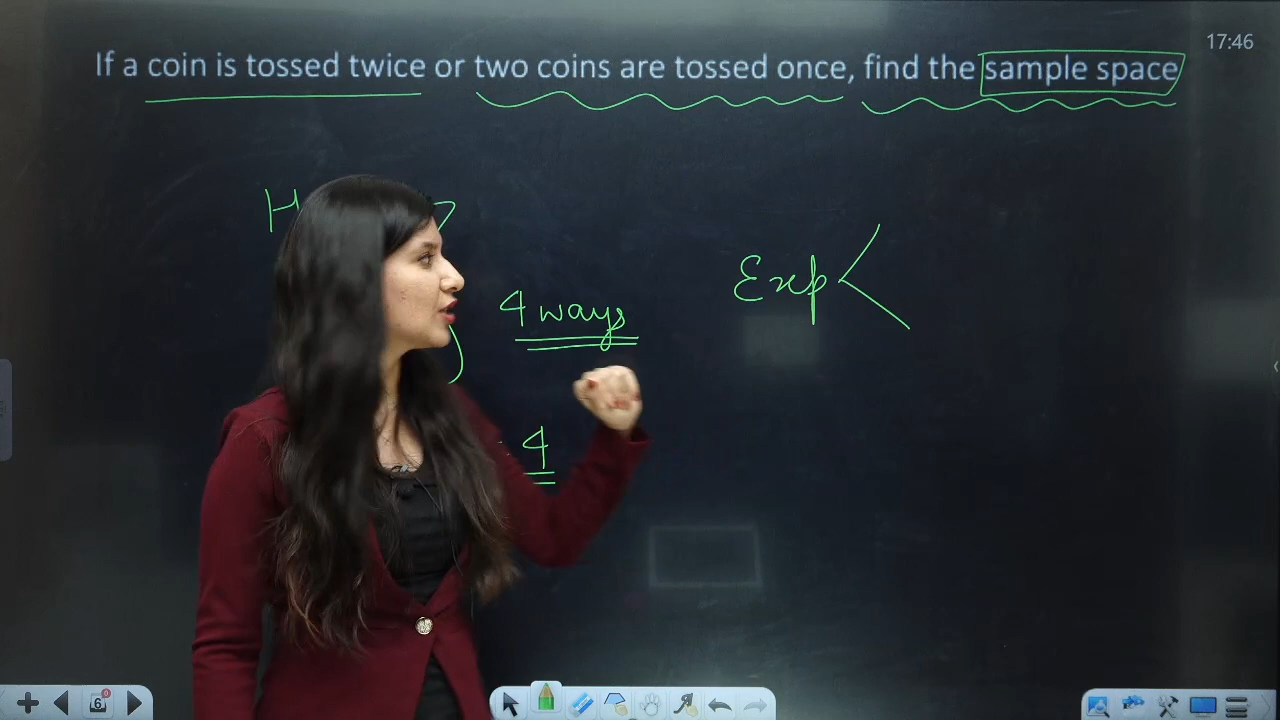 17:46
If a coin is tossed twice or two coins are tossed once, find the sample space
H
4 ways
Exp
4
6